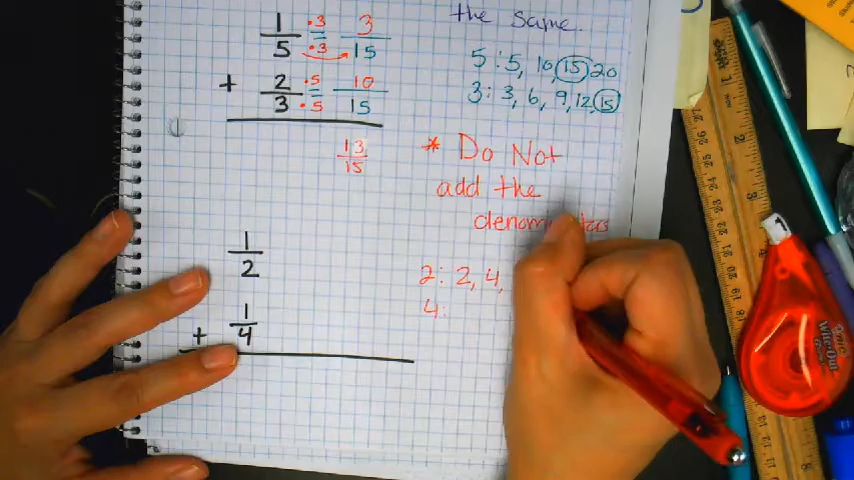 the same.
1/5 ·3/·3 = 3/15
5: 5, 10, 15 20
+ 2/3 ·5/·5 = 10/15
3: 3, 6, 9, 12, 15
13/15
* Do Not
add the
1/2
2: 2, 4,
+ 1/4
4:
Wite-Out